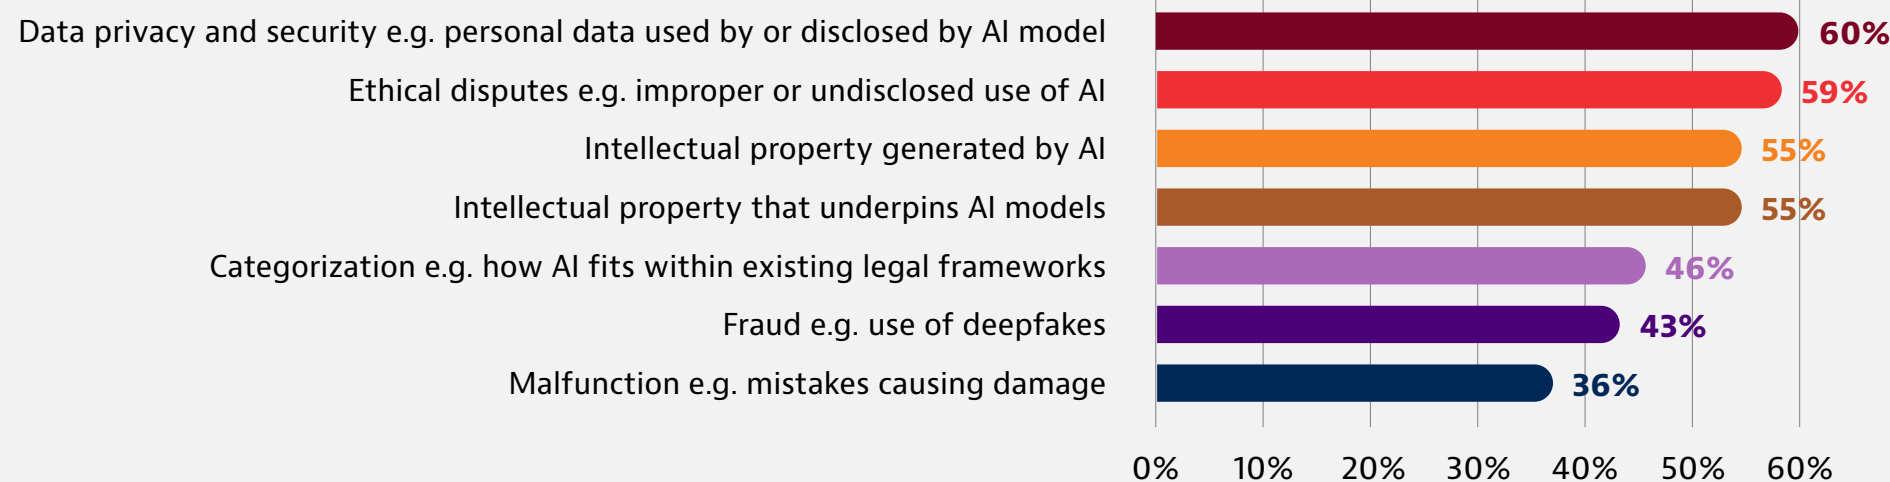 Data privacy and security e.g. personal data used by or disclosed by AI model 60%
Ethical disputes e.g. improper or undisclosed use of AI 59%
Intellectual property generated by AI 55%
Intellectual property that underpins AI models 55%
Categorization e.g. how AI fits within existing legal frameworks 46%
Fraud e.g. use of deepfakes 43%
Malfunction e.g. mistakes causing damage 36%
0% 10% 20% 30% 40% 50% 60%